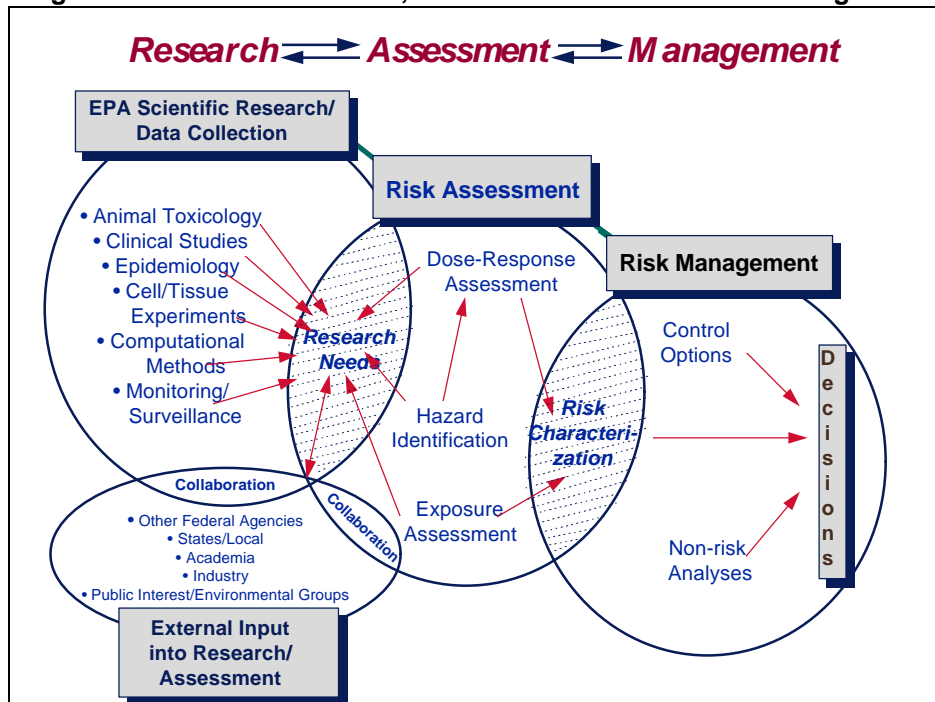 Research Assessment Management
EPA Scientific Research/
Data Collection
Risk Assessment
Risk Management
• Animal Toxicology
• Clinical Studies
• Epidemiology
• Cell/Tissue
Experiments
• Computational
Methods
• Monitoring/
Surveillance
Research
Needs
Dose-Response
Assessment
Hazard
Identification
Exposure
Assessment
Risk
Characteri-
zation
Control
Options
Non-risk
Analyses
Decisions
Collaboration
Collaboration
• Other Federal Agencies
• States/Local
• Academia
• Industry
• Public Interest/Environmental Groups
External Input
into Research/
Assessment